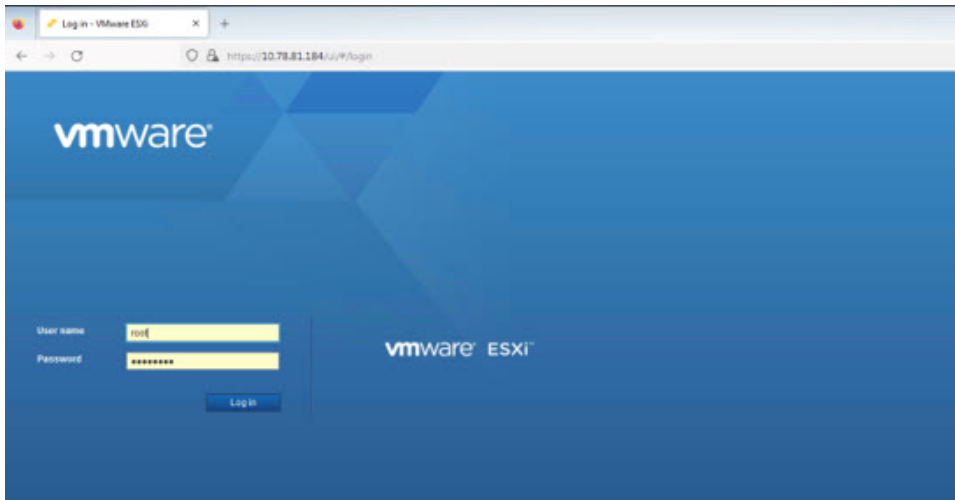 Log in - VMware ESXi
https://10.78.81.184/ui/#/login
vmware®
User name
root
Password
Log in
vmware® ESXi™